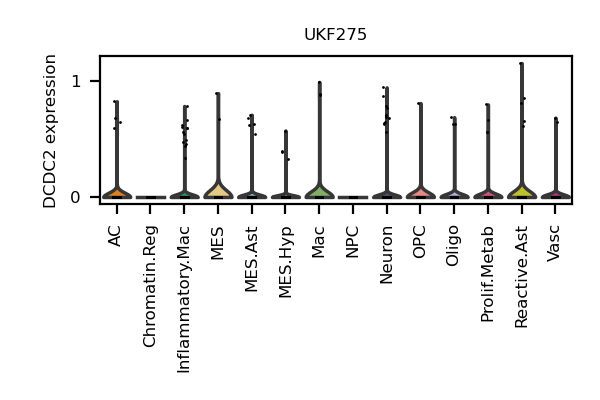 UKF275
DCDC2 expression
1
0
AC
Chromatin.Reg
Inflammatory.Mac
MES
MES.Ast
MES.Hyp
Mac
NPC
Neuron
OPC
Oligo
Prolif.Metab
Reactive.Ast
Vasc